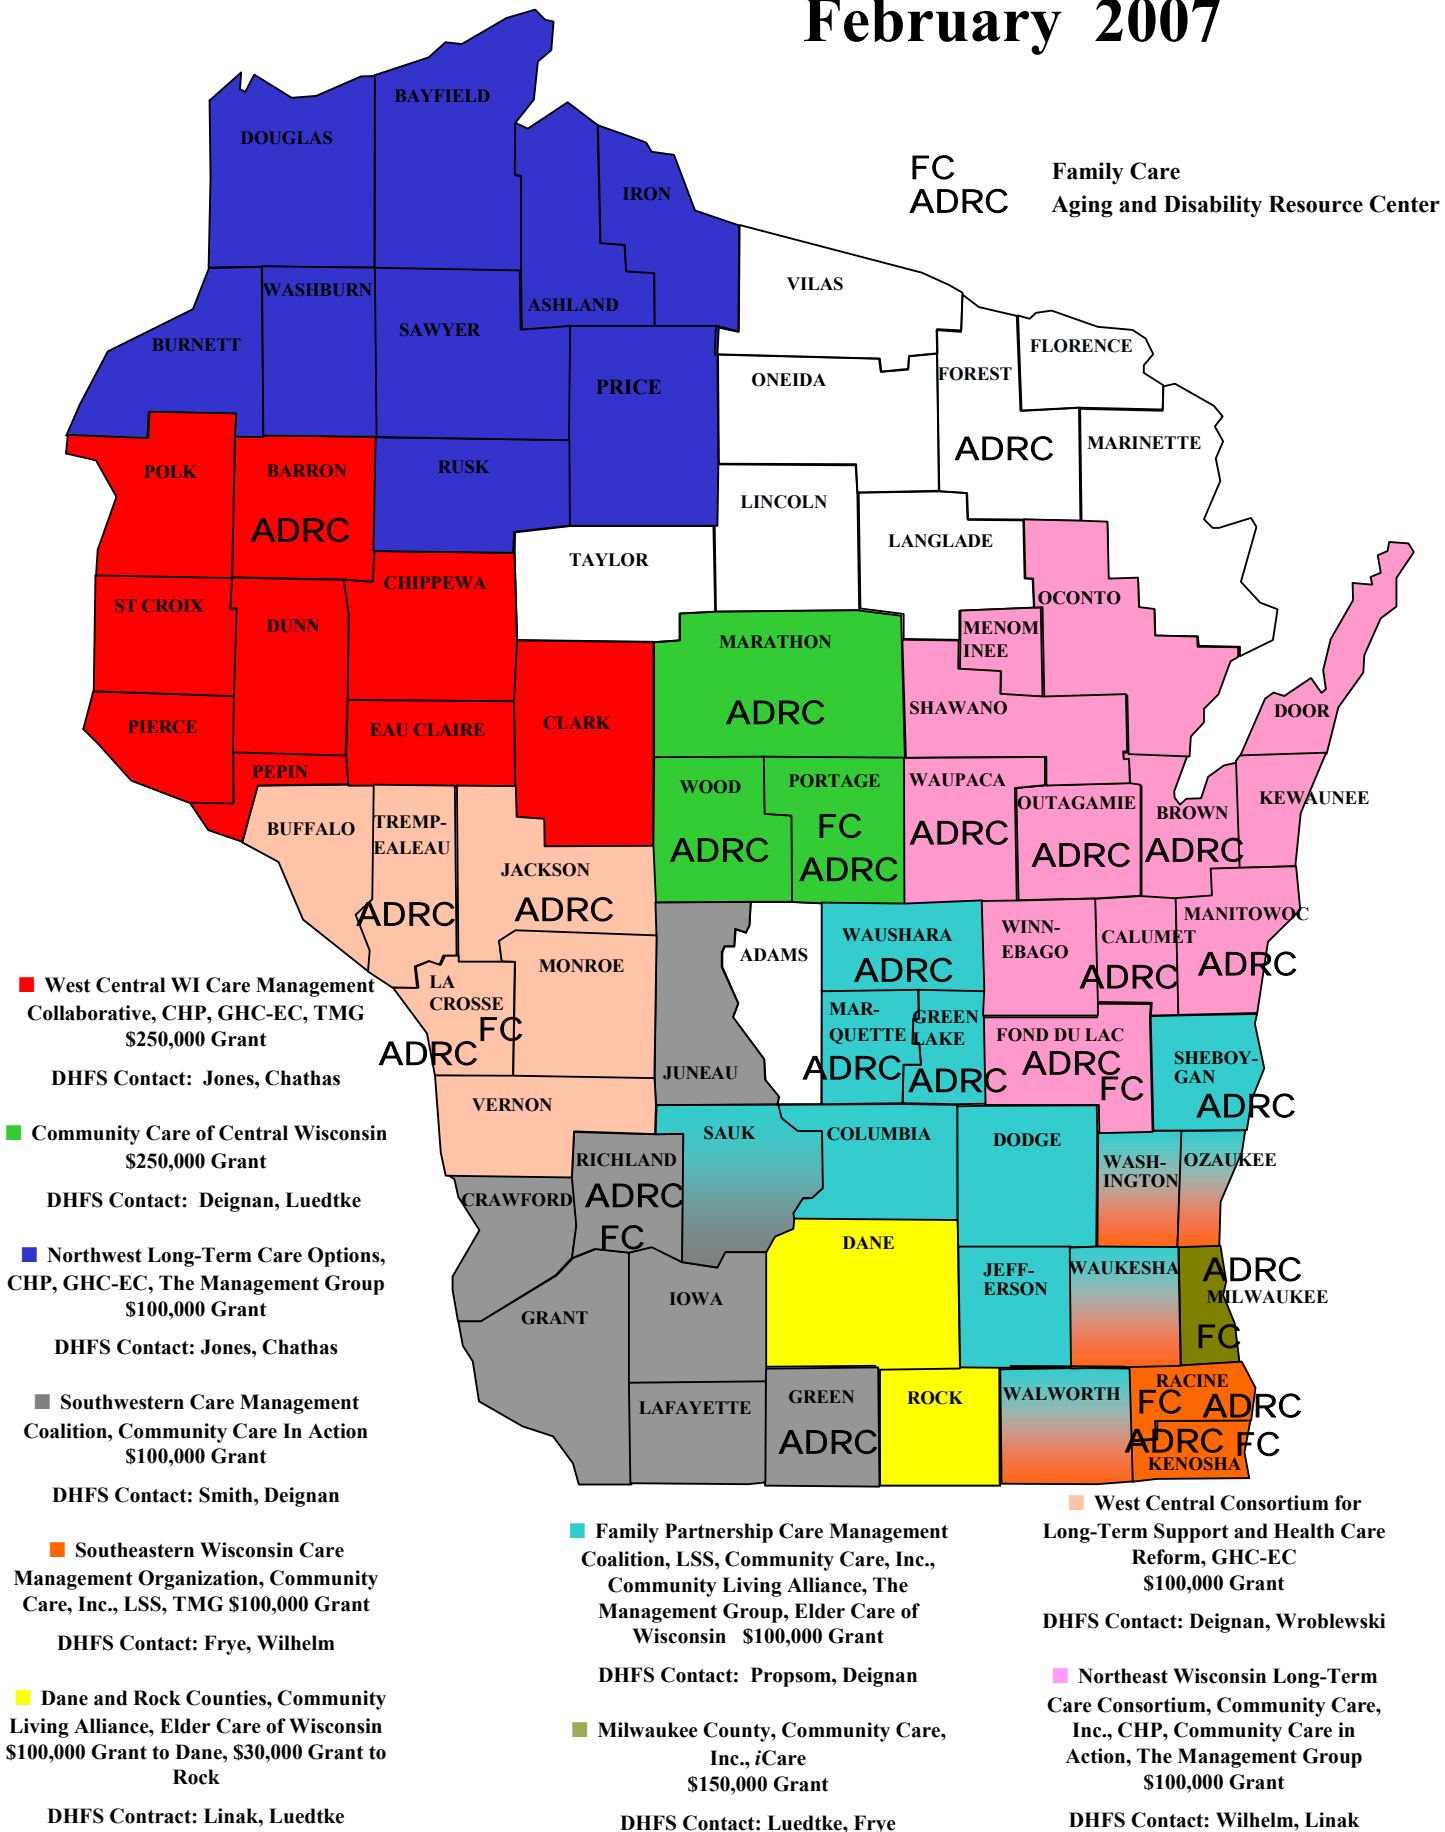 February 2007
FC Family Care
ADRC Aging and Disability Resource Center
BAYFIELD
DOUGLAS
IRON
VILAS
WASHBURN
ASHLAND
SAWYER
BURNETT
FLORENCE
FOREST
ONEIDA
PRICE
ADRC
MARINETTE
POLK
BARRON
RUSK
ADRC
LINCOLN
LANGLADE
TAYLOR
CHIPPEWA
ST CROIX
OCONTO
DUNN
MENOM
INEE
MARATHON
ADRC
SHAWANO
DOOR
PIERCE
EAU CLAIRE
CLARK
PEPIN
WOOD
ADRC
PORTAGE
FC
ADRC
WAUPACA
ADRC
OUTAGAMIE
ADRC
BROWN
ADRC
KEWAUNEE
BUFFALO
TREMP-
EALEAU
ADRC
JACKSON
ADRC
MONROE
LA
CROSSE
FC
ADRC
JUNEAU
ADAMS
WAUSHARA
ADRC
WINN-
EBAGO
CALUMET
ADRC
MANITOWOC
ADRC
MAR-
QUETTE
ADRC
GREEN
LAKE
ADRC
FOND DU LAC
ADRC
FC
SHEBOY-
GAN
ADRC
VERNON
SAUK
COLUMBIA
DODGE
WASH-
INGTON
OZAUKEE
RICHLAND
ADRC
FC
CRAWFORD
DANE
JEFF-
ERSON
WAUKESHA
ADRC
MILWAUKEE
FC
GRANT
IOWA
LAFAYETTE
GREEN
ADRC
ROCK
WALWORTH
RACINE
FC ADRC
ADRC FC
KENOSHA
West Central WI Care Management
Collaborative, CHP, GHC-EC, TMG
$250,000 Grant
DHFS Contact: Jones, Chathas
Community Care of Central Wisconsin
$250,000 Grant
DHFS Contact: Deignan, Luedtke
Northwest Long-Term Care Options,
CHP, GHC-EC, The Management Group
$100,000 Grant
DHFS Contact: Jones, Chathas
Southwestern Care Management
Coalition, Community Care In Action
$100,000 Grant
DHFS Contact: Smith, Deignan
Southeastern Wisconsin Care
Management Organization, Community
Care, Inc., LSS, TMG $100,000 Grant
DHFS Contact: Frye, Wilhelm
Dane and Rock Counties, Community
Living Alliance, Elder Care of Wisconsin
$100,000 Grant to Dane, $30,000 Grant to
Rock
DHFS Contract: Linak, Luedtke
Family Partnership Care Management
Coalition, LSS, Community Care, Inc.,
Community Living Alliance, The
Management Group, Elder Care of
Wisconsin $100,000 Grant
DHFS Contact: Propsom, Deignan
Milwaukee County, Community Care,
Inc., iCare
$150,000 Grant
DHFS Contact: Luedtke, Frye
West Central Consortium for
Long-Term Support and Health Care
Reform, GHC-EC
$100,000 Grant
DHFS Contact: Deignan, Wroblewski
Northeast Wisconsin Long-Term
Care Consortium, Community Care,
Inc., CHP, Community Care in
Action, The Management Group
$100,000 Grant
DHFS Contact: Wilhelm, Linak